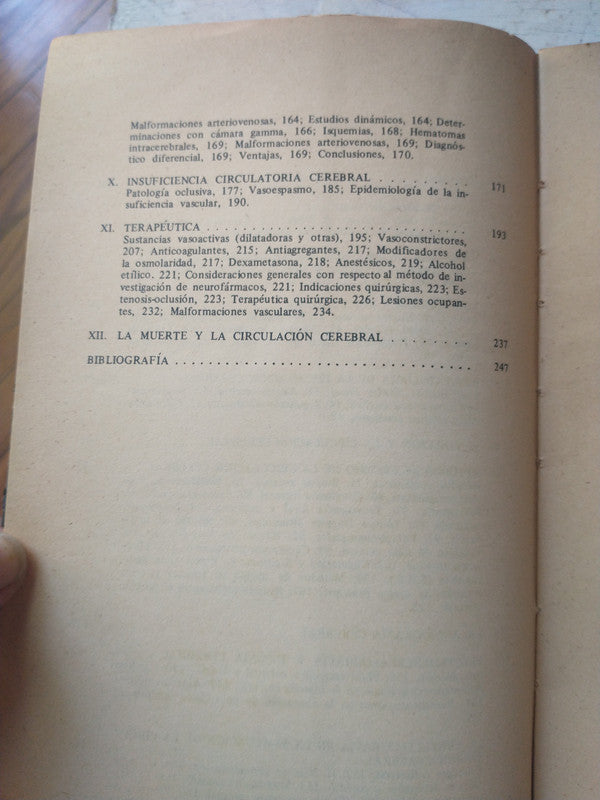 Malformaciones arteriovenosas, 164; Estudios dinámicos, 164; Deter-
minaciones con cámara gamma, 166; Isquemias, 168; Hematomas
intracerebrales, 169; Malformaciones arteriovenosas, 169; Diagnós-
tico diferencial, 169; Ventajas, 169; Conclusiones, 170.
X. INSUFICIENCIA CIRCULATORIA CEREBRAL . . . . . . . . . 171
Patología oclusiva, 177; Vasoespasmo, 185; Epidemiología de la in-
suficiencia vascular, 190.
XI. TERAPÉUTICA . . . . . . . . . . . . . . . . . . . . . . . . . . . . . . . . 193
Sustancias vasoactivas (dilatadoras y otras), 195; Vasoconstrictores,
207; Anticoagulantes, 215; Antiagregantes, 217; Modificadores de
la osmolaridad, 217; Dexametasona, 218; Anestésicos, 219; Alcohol
etílico. 221; Consideraciones generales con respecto al método de in-
vestigación de neurofármacos, 221; Indicaciones quirúrgicas, 223; Es-
tenosis-oclusión, 223; Terapéutica quirúrgica, 226; Lesiones ocupan-
tes, 232; Malformaciones vasculares, 234.
XII. LA MUERTE Y LA CIRCULACIÓN CEREBRAL . . . . . . . . 237
BIBLIOGRAFÍA . . . . . . . . . . . . . . . . . . . . . . . . . . . . . . . . . . . . 247